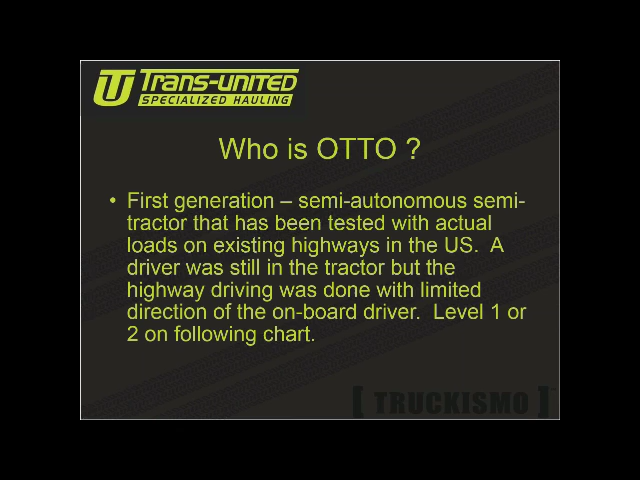 Trans-United
SPECIALIZED HAULING
Who is OTTO ?
• First generation – semi-autonomous semi-
tractor that has been tested with actual
loads on existing highways in the US. A
driver was still in the tractor but the
highway driving was done with limited
direction of the on-board driver. Level 1 or
2 on following chart.
[ TRUCKISMO ]